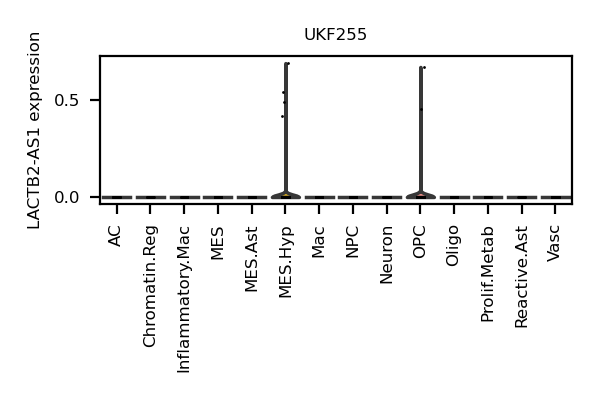 UKF255
LACTB2-AS1 expression
0.5
0.0
AC
Chromatin.Reg
Inflammatory.Mac
MES
MES.Ast
MES.Hyp
Mac
NPC
Neuron
OPC
Oligo
Prolif.Metab
Reactive.Ast
Vasc